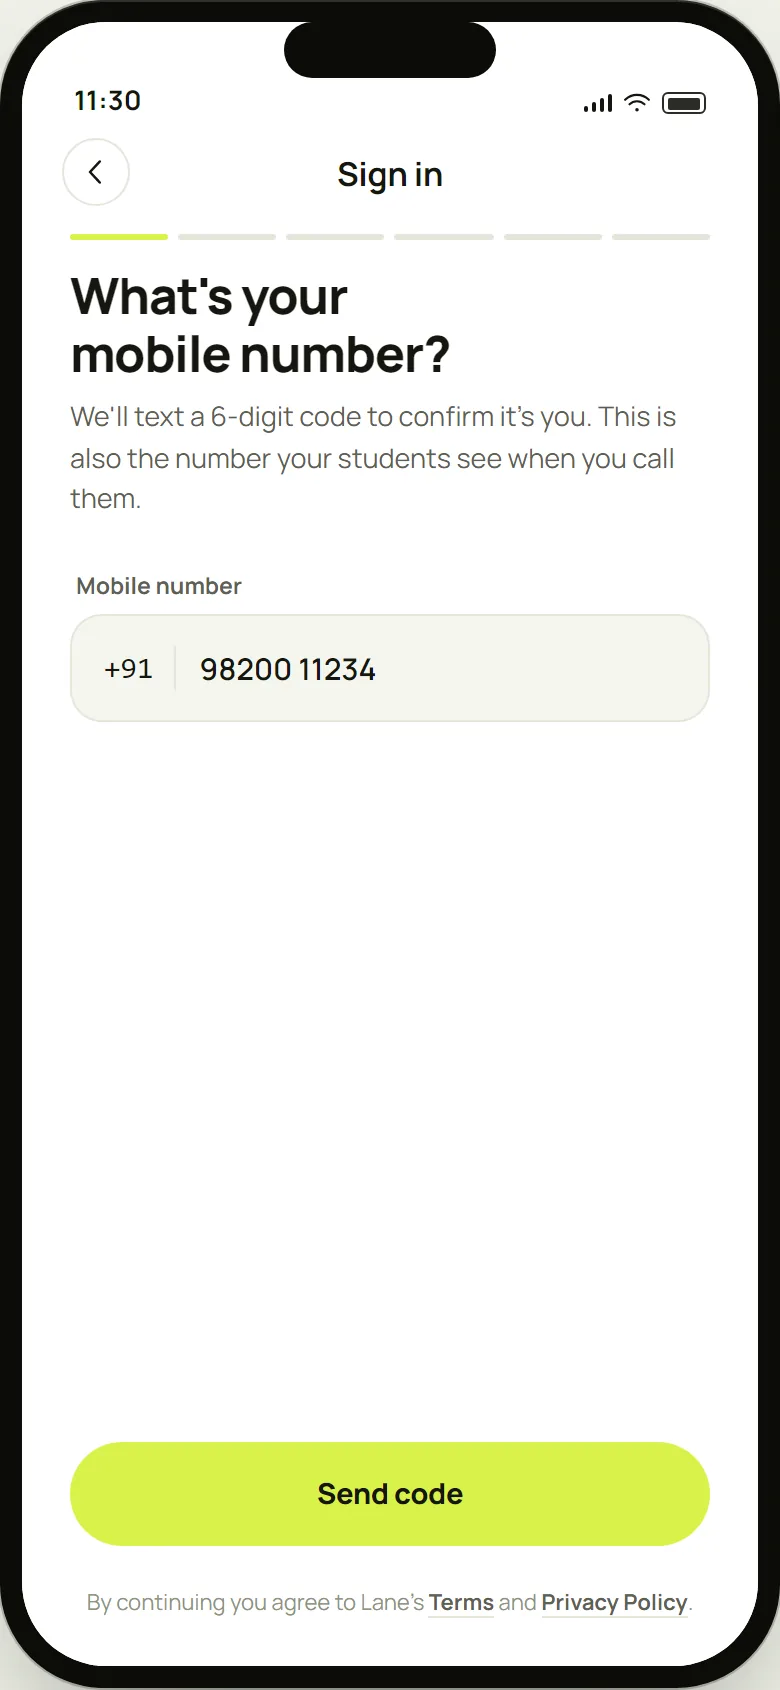 11:30
Sign in
What's your
mobile number?
We'll text a 6-digit code to confirm it's you. This is
also the number your students see when you call
them.
Mobile number
+91 98200 11234
Send code
By continuing you agree to Lane's Terms and Privacy Policy.